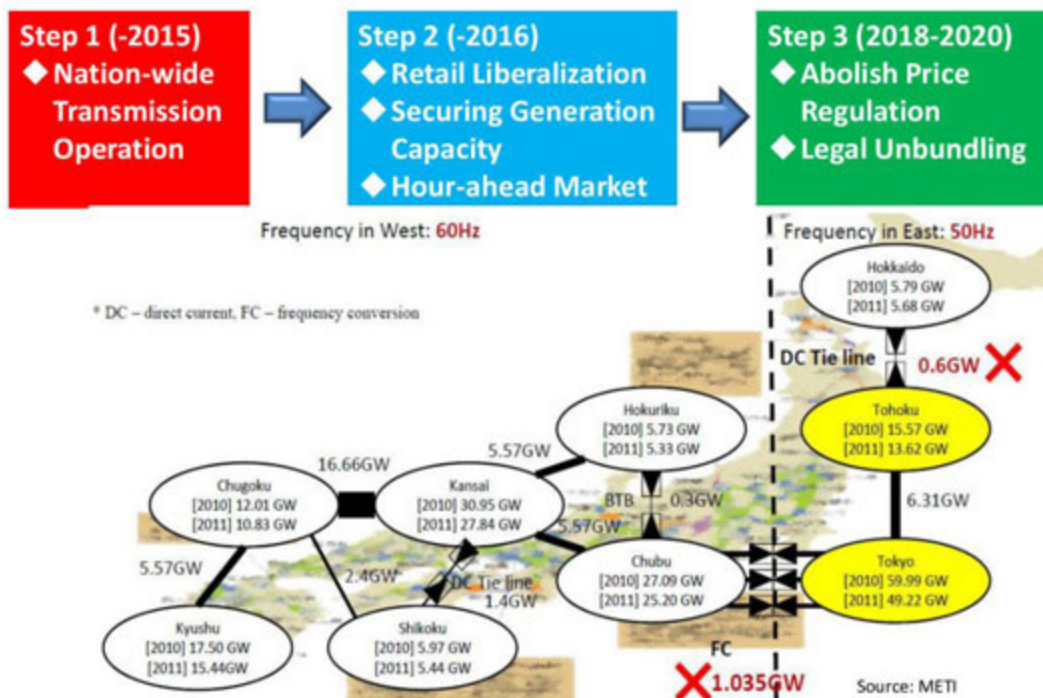 Step 1 (-2015)
◆ Nation-wide
Transmission
Operation
Step 2 (-2016)
◆ Retail Liberalization
◆ Securing Generation
Capacity
◆ Hour-ahead Market
Step 3 (2018-2020)
◆ Abolish Price
Regulation
◆ Legal Unbundling
Frequency in West: 60Hz
Frequency in East: 50Hz
* DC – direct current, FC – frequency conversion
Hokkaido
[2010] 5.79 GW
[2011] 5.68 GW
DC Tie line
0.6GW
Tohoku
[2010] 15.57 GW
[2011] 13.62 GW
6.31GW
Hokuriku
[2010] 5.73 GW
[2011] 5.33 GW
5.57GW
16.66GW
Chugoku
[2010] 12.01 GW
[2011] 10.83 GW
Kansai
[2010] 30.95 GW
[2011] 27.84 GW
BTB
0.3GW
5.57GW
Chubu
[2010] 27.09 GW
[2011] 25.20 GW
Tokyo
[2010] 59.99 GW
[2011] 49.22 GW
5.57GW
2.4GW
DC Tie line
1.4GW
Kyushu
[2010] 17.50 GW
[2011] 15.44GW
Shikoku
[2010] 5.97 GW
[2011] 5.44 GW
FC
1.035GW
Source: METI